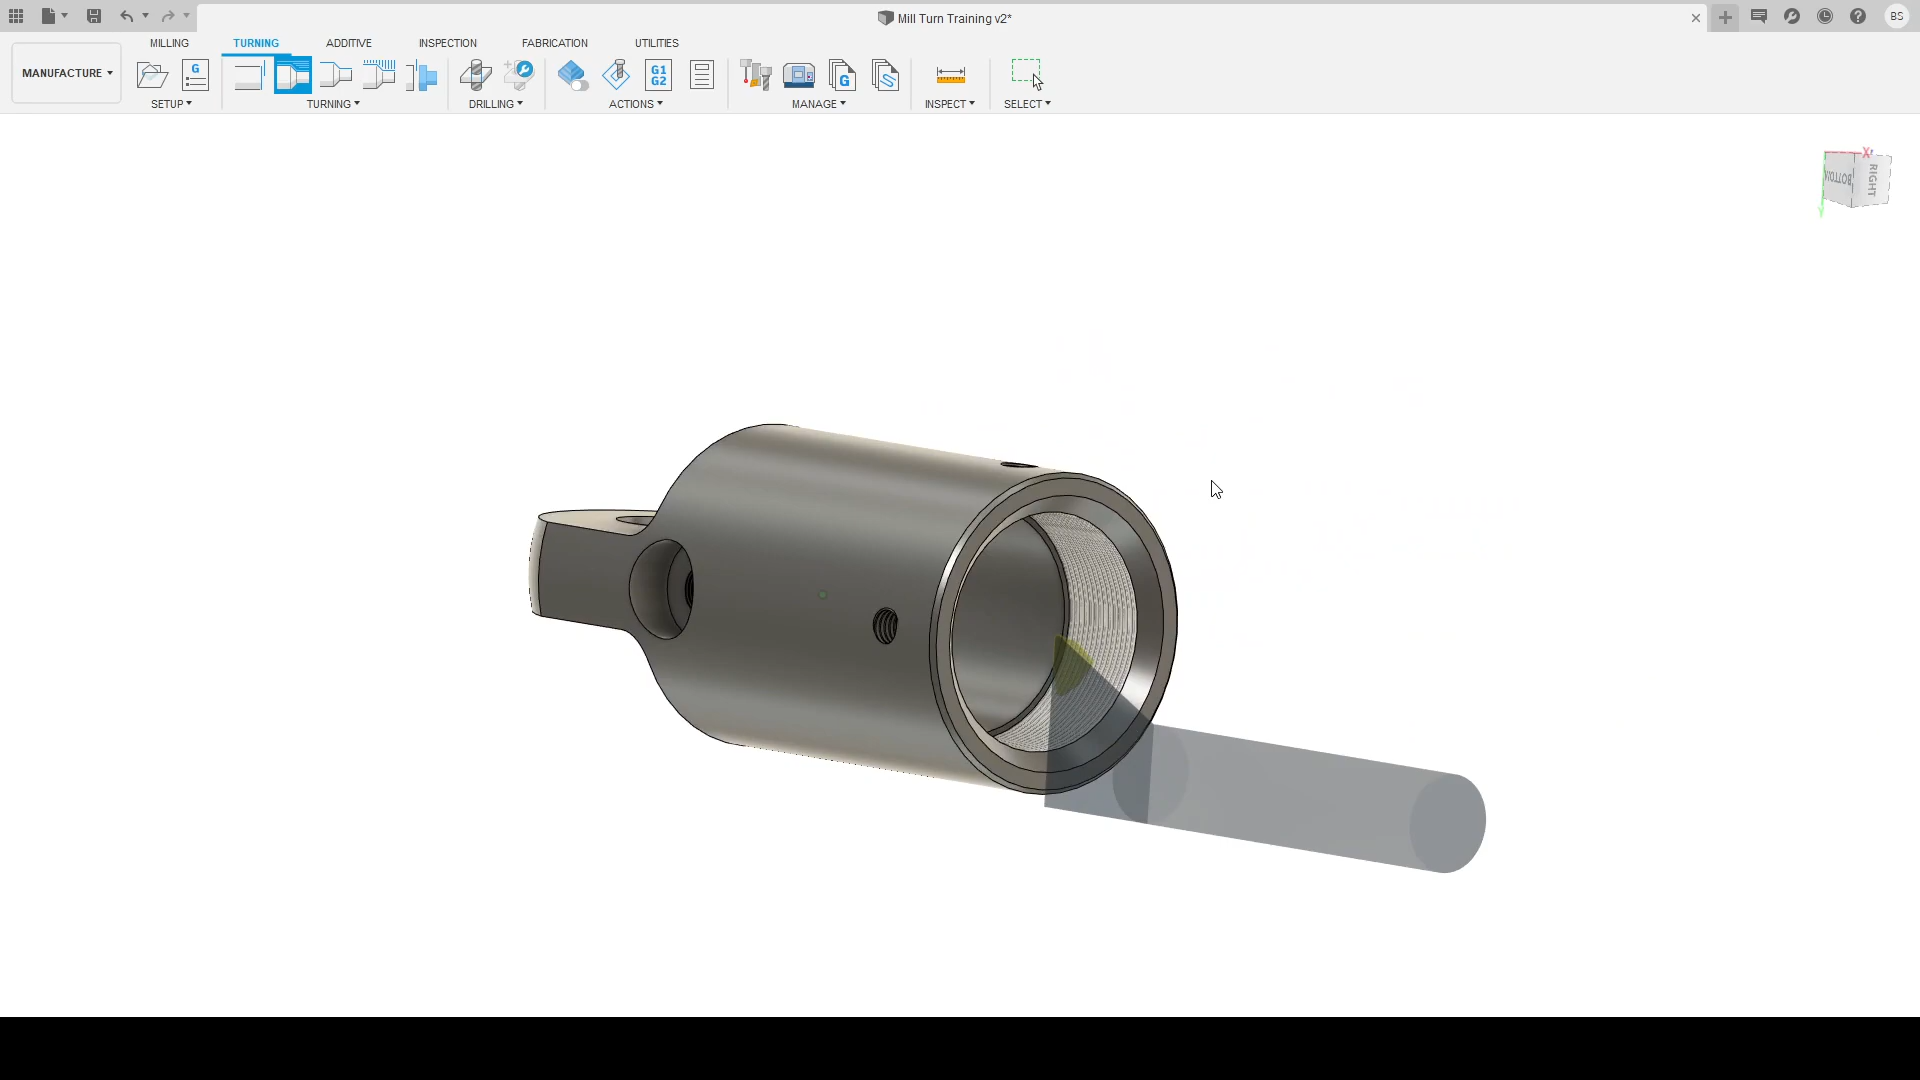 Mill Turn Training v2*
BS
MILLING
TURNING
ADDITIVE
INSPECTION
FABRICATION
UTILITIES
MANUFACTURE
G
G1
G2
G
SETUP
TURNING
DRILLING
ACTIONS
MANAGE
INSPECT
SELECT
X
BOTTOM
RIGHT
Y